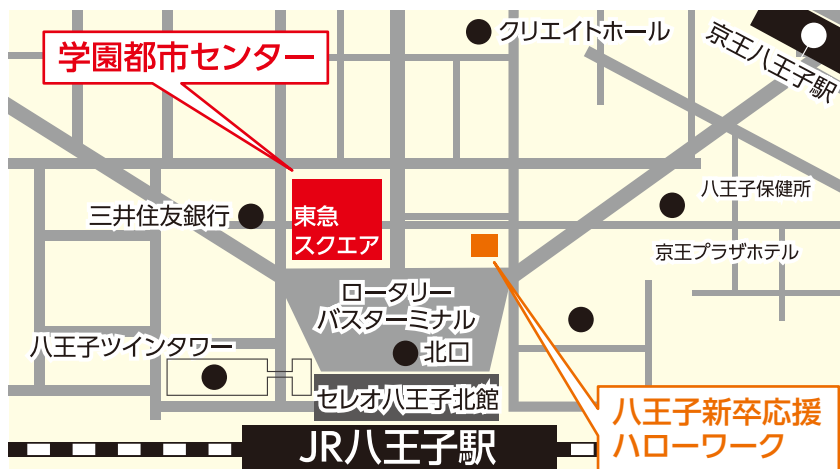 クリエイトホール
京王八王子駅
学園都市センター
八王子保健所
三井住友銀行
東急
スクエア
京王プラザホテル
ロータリー
バスターミナル
北口
八王子ツインタワー
セレオ八王子北館
八王子新卒応援
ハローワーク
JR八王子駅